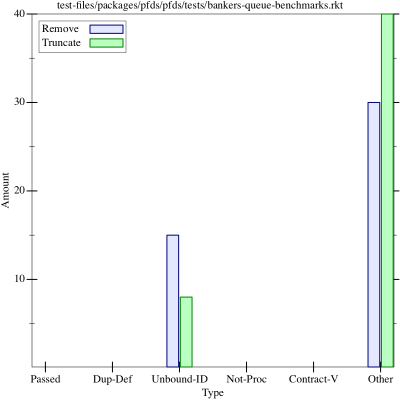 test-files/packages/pfds/pfds/tests/bankers-queue-benchmarks.rkt
Remove
Truncate
40
30
20
10
Amount
Passed Dup-Def Unbound-ID Not-Proc Contract-V Other
Type